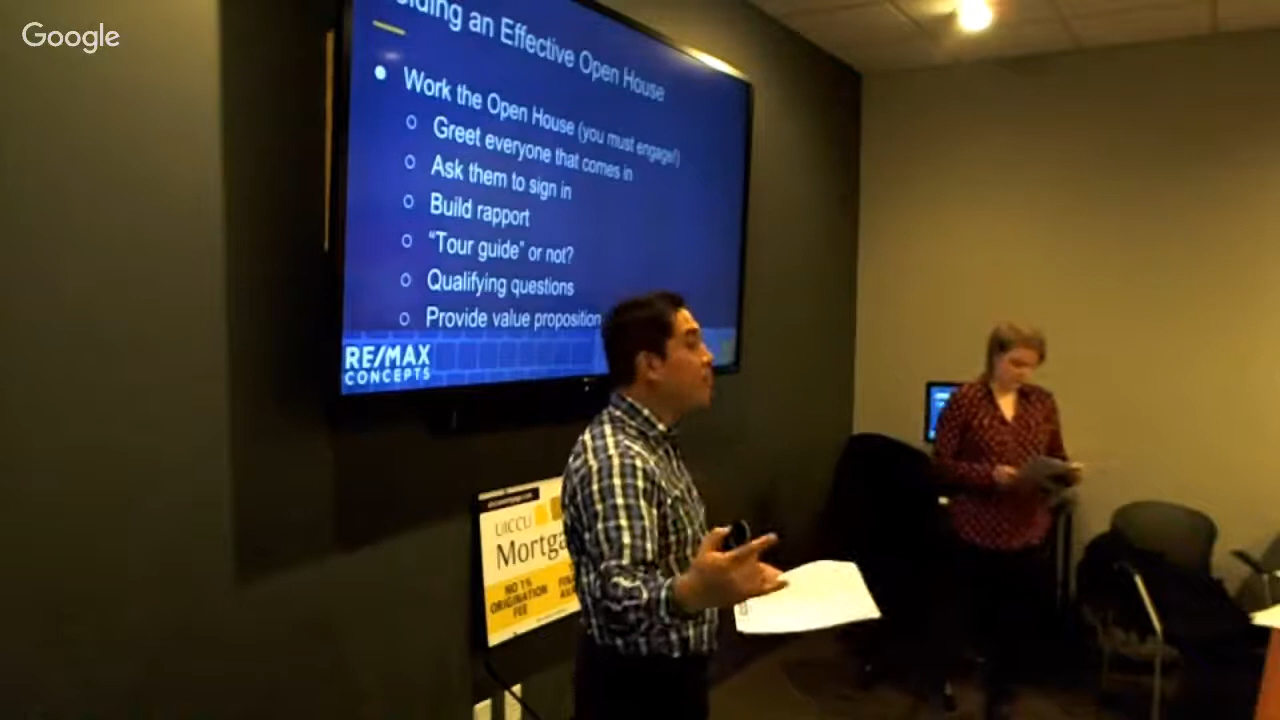 Google
an Effective Open House
Work the Open House (you must engage!)
Greet everyone that comes in
Ask them to sign in
Build rapport
"Tour guide" or not?
Qualifying questions
Provide value proposition
RE/MAX
CONCEPTS
UICCU
NO 1%
ORIGINATION
FEE